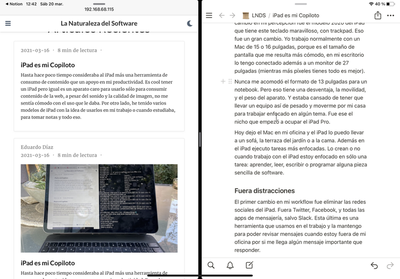 Notion 12:43 Sáb 20 mar.
192.168.68.115
La Naturaleza del Software
2021-03-16 • 8 min de lectura
iPad es mi Copiloto
Hasta hace poco tiempo consideraba al iPad más una herramienta de
consumo de contenido que un apoyo en mi productividad. Es cool tener
un iPad pero igual es un aparato caro para usarlo sólo para consumir
contenido de la web, a pesar del sonido y la calidad de imagen, no me
sentía cómodo con el uso que le daba. Por otro lado, he tenido varios
modelos de iPad con la idea de usarlos en mi trabajo o cuando estudiaba,
para tomar notas y todo eso.
Eduardo Díaz
2021-03-16 • 8 min de lectura
iPad es mi Copiloto
Hasta hace poco tiempo consideraba al iPad más una herramienta de
40 %
LNDS / iPad es mi Copiloto
que tiene este teclado maravilloso, con trackpad. Eso
fue un gran cambio. Yo trabajo normalmente con un
Mac de 15 o 16 pulgadas, porque es el tamaño de
pantalla que me resulta más cómodo, en mi escritorio
lo tengo conectado además a un monitor de 27
pulgadas (mientras más pixeles tienes todo es mejor).
Nunca me acomodó el formato de 13 pulgadas para un
notebook. Pero eso tiene una desventaja, la movilidad,
y el peso del aparato. Y estaba cansado de tener que
llevar un equipo así de pesado y moverme por mi casa
para trabajar enfocado en algún tema. Fue ese el
nicho que empezó a ocupar el iPad Pro.
Hoy dejo el Mac en mi oficina y el iPad lo puedo llevar
a un sofá, la terraza del jardín o a la cama. Además en
el iPad ejecuto tareas más enfocadas. Lo crean o no
cuando trabajo con el iPad estoy enfocado en sólo una
tarea: aprender, leer, escribir o programar alguna pieza
sencilla de software.
Fuera distracciones
El primer cambio en mi workflow fue eliminar las redes
sociales del iPad. Fuera Twitter, Facebook, y todas las
apps de mensajería, salvo Slack. Esta última es una
herramienta que usamos en el trabajo y la mantengo
para poder revisar mensajes cuando estoy fuera de mi
oficina por si me llega algún mensaje importante que
responder.